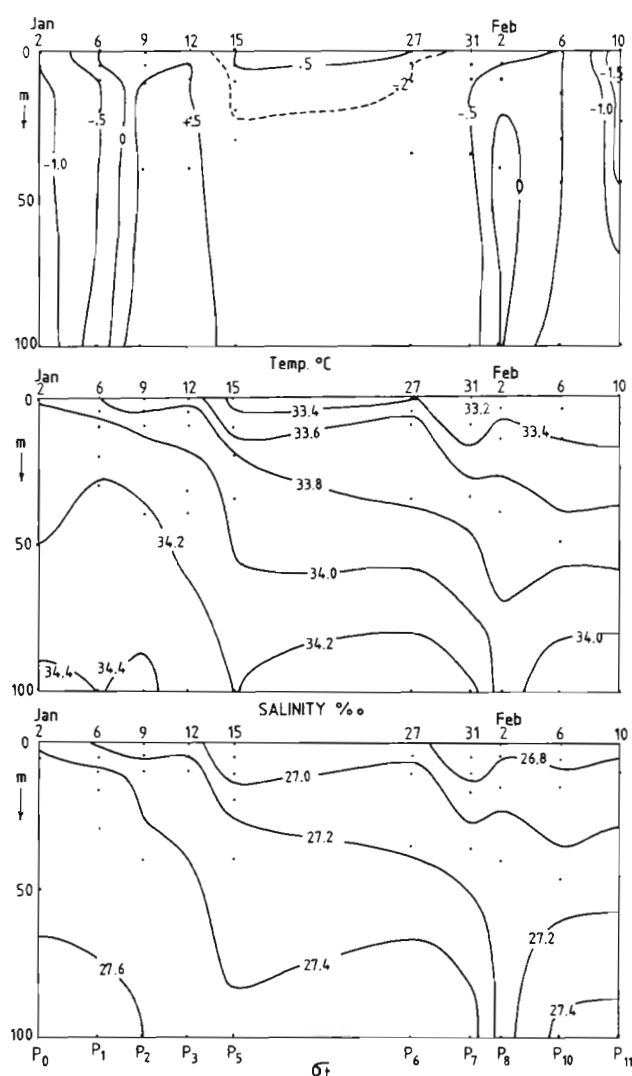 Jan Feb
2 6 9 12 15 27 31 2 6 10
0
m
50
100
-1.0 -.5 0 +.5 .5 -.2 -.5 0 -1.0 -1.5
Temp. °C
Jan Feb
2 6 9 12 15 27 31 2 6 10
0
m
50
100
33.4 33.2
33.6 33.4
33.8
34.2
34.0
34.2 34.0
34.4 34.4
SALINITY ‰
Jan Feb
2 6 9 12 15 27 31 2 6 10
0
m
50
100
27.0 26.8
27.2
27.2
27.6 27.4
27.4
P₀ P₁ P₂ P₃ P₅ P₆ P₇ P₈ P₁₀ P₁₁
σt